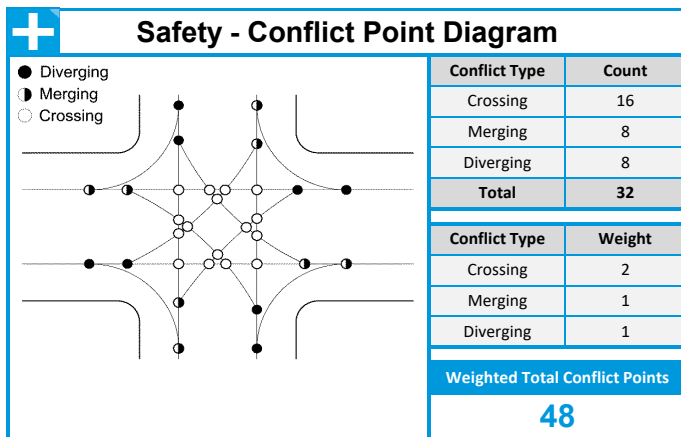 Safety - Conflict Point Diagram
Diverging
Merging
Crossing
Conflict Type Count
Crossing 16
Merging 8
Diverging 8
Total 32
Conflict Type Weight
Crossing 2
Merging 1
Diverging 1
Weighted Total Conflict Points
48